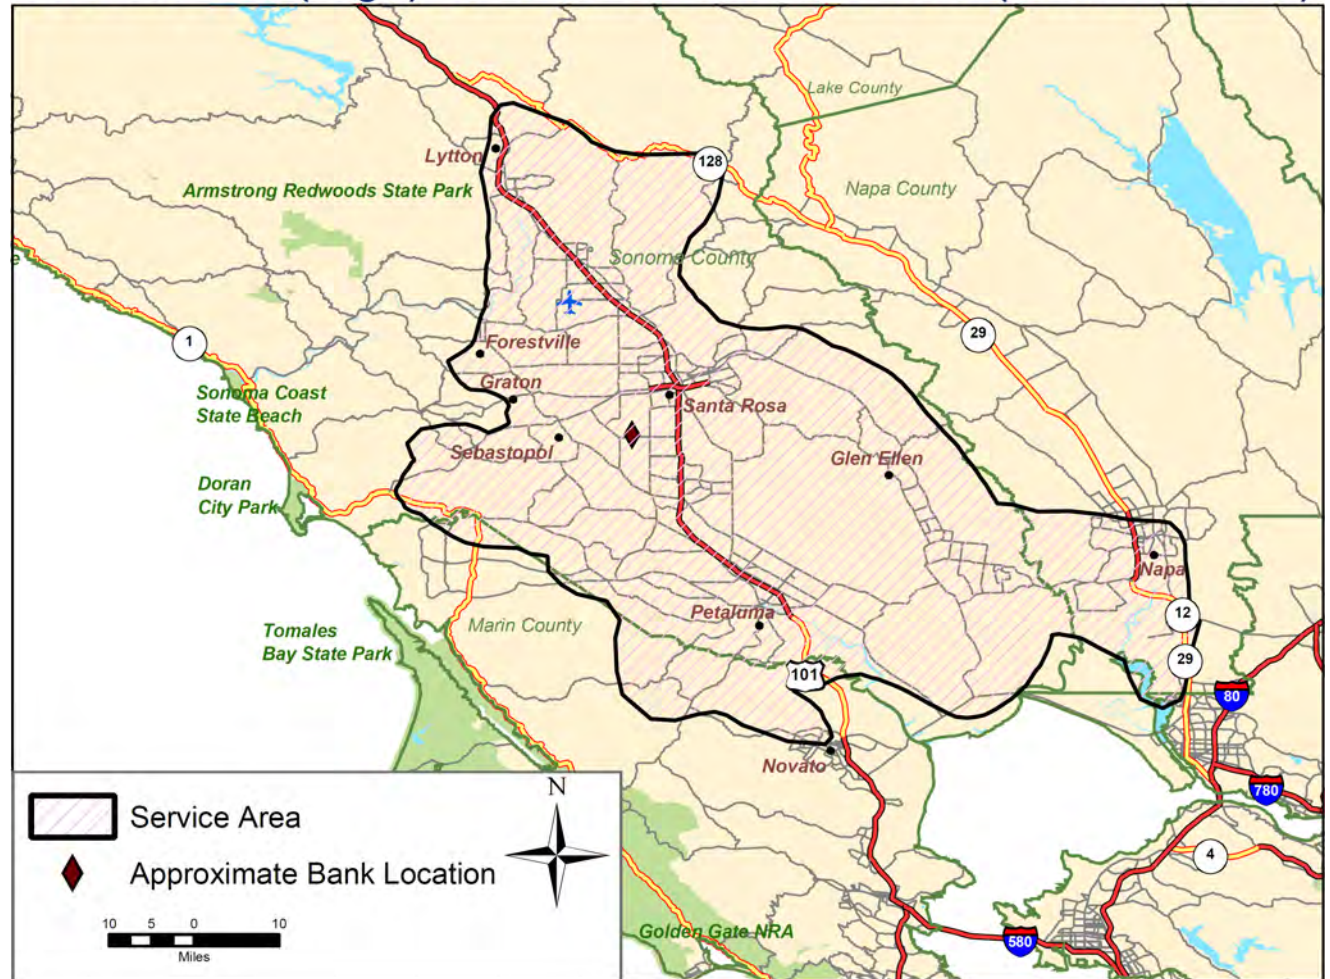 Lake County
Lytton
128
Armstrong Redwoods State Park
Napa County
Sonoma County
1
29
Forestville
Graton
Sonoma Coast
State Beach
Santa Rosa
Sebastopol
Glen Ellen
Doran
City Park
Napa
Petaluma
12
Marin County
Tomales
Bay State Park
29
101
80
Novato
780
N
Service Area
4
Approximate Bank Location
10 5 0 10
Miles
Golden Gate NRA
580